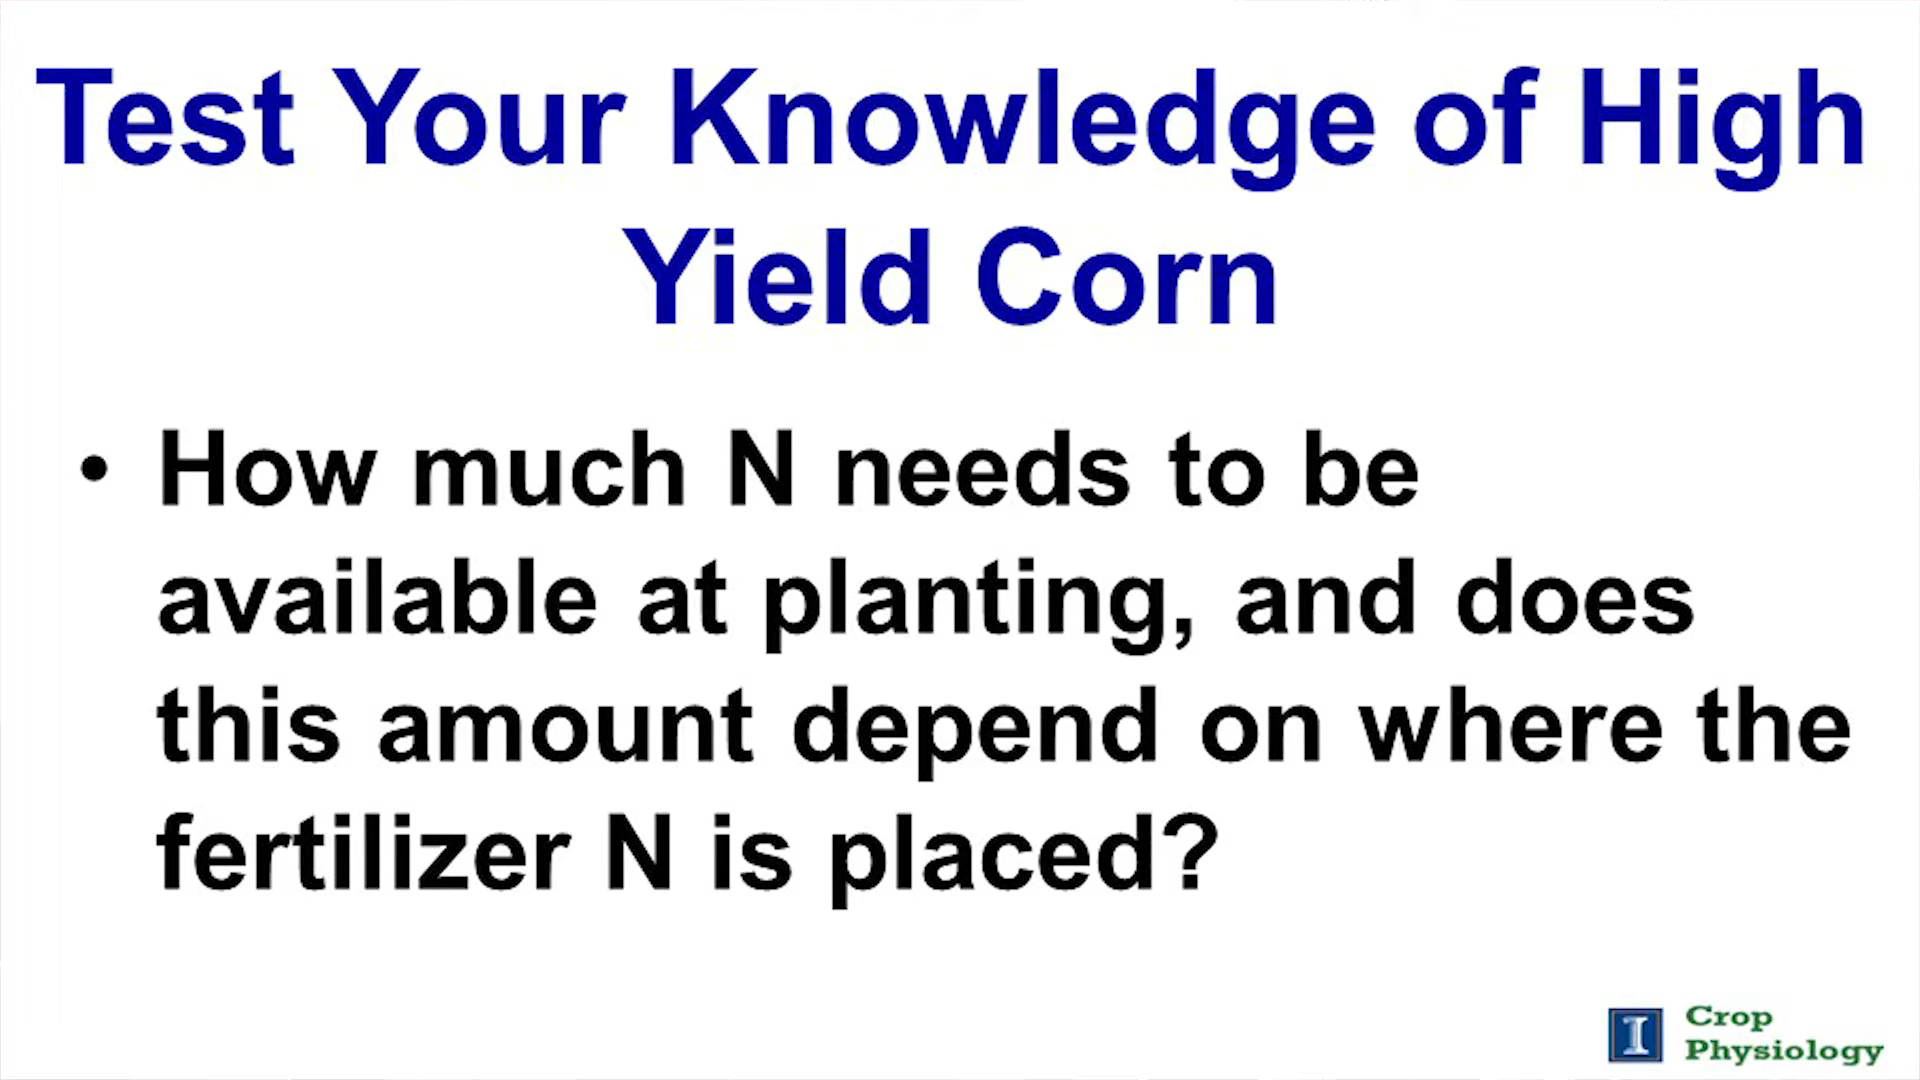 Test Your Knowledge of High
Yield Corn
• How much N needs to be
available at planting, and does
this amount depend on where the
fertilizer N is placed?
I
Crop
Physiology